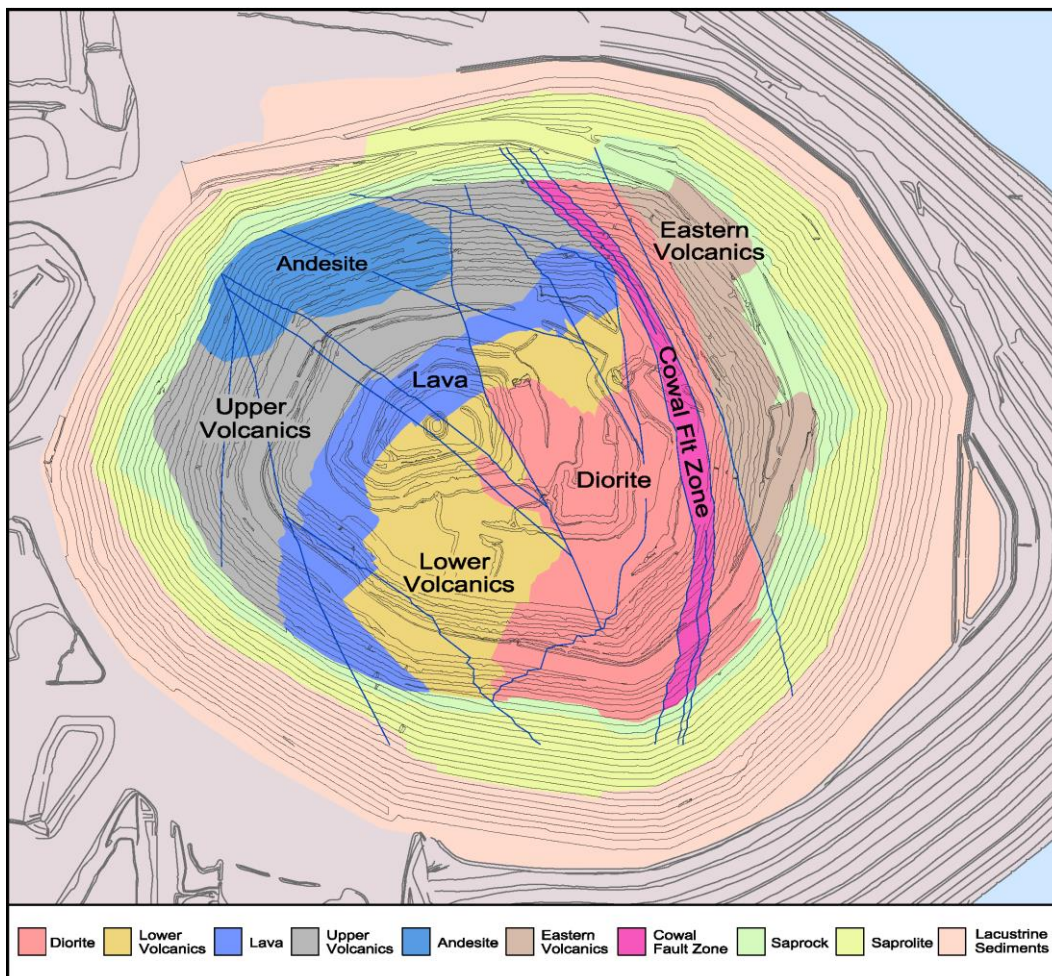 Eastern
Volcanics
Andesite
Cowal Flt Zone
Lava
Upper
Volcanics
Diorite
Lower
Volcanics
Diorite
Lower
Volcanics
Lava
Upper
Volcanics
Andesite
Eastern
Volcanics
Cowal
Fault Zone
Saprock
Saprolite
Lacustrine
Sediments